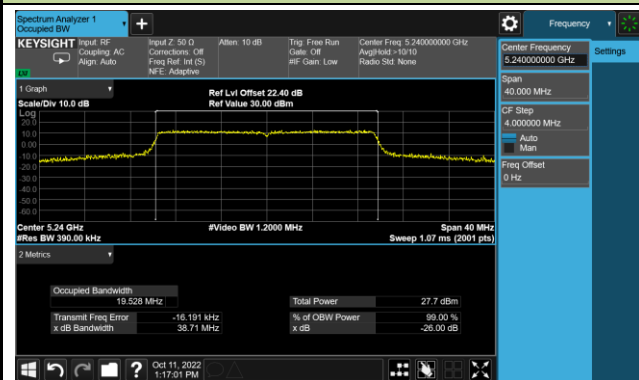 Spectrum Analyzer 1
Occupied BW
+
Frequency
KEYSIGHT
Input: RF
Coupling: AC
Align: Auto
Input Z: 50 Ω
Corrections: Off
Freq Ref: Int (S)
NFE: Adaptive
Atten: 10 dB
Trig: Free Run
Gate: Off
#IF Gain: Low
Center Freq: 5.240000000 GHz
Avg|Hold:>10/10
Radio Std: None
Center Frequency
5.240000000 GHz
Settings
Span
40.000 MHz
CF Step
4.000000 MHz
Auto
Man
Freq Offset
0 Hz
1 Graph
Scale/Div 10.0 dB
Ref Lvl Offset 22.40 dB
Ref Value 30.00 dBm
Log
20.0
10.0
0.00
-10.0
-20.0
-30.0
-40.0
-50.0
-60.0
Center 5.24 GHz
#Video BW 1.2000 MHz
Span 40 MHz
#Res BW 390.00 kHz
Sweep 1.07 ms (2001 pts)
2 Metrics
Occupied Bandwidth
19.528 MHz
Total Power 27.7 dBm
Transmit Freq Error -16.191 kHz
% of OBW Power 99.00 %
x dB Bandwidth 38.71 MHz
x dB -26.00 dB
?
Oct 11, 2022
1:17:01 PM